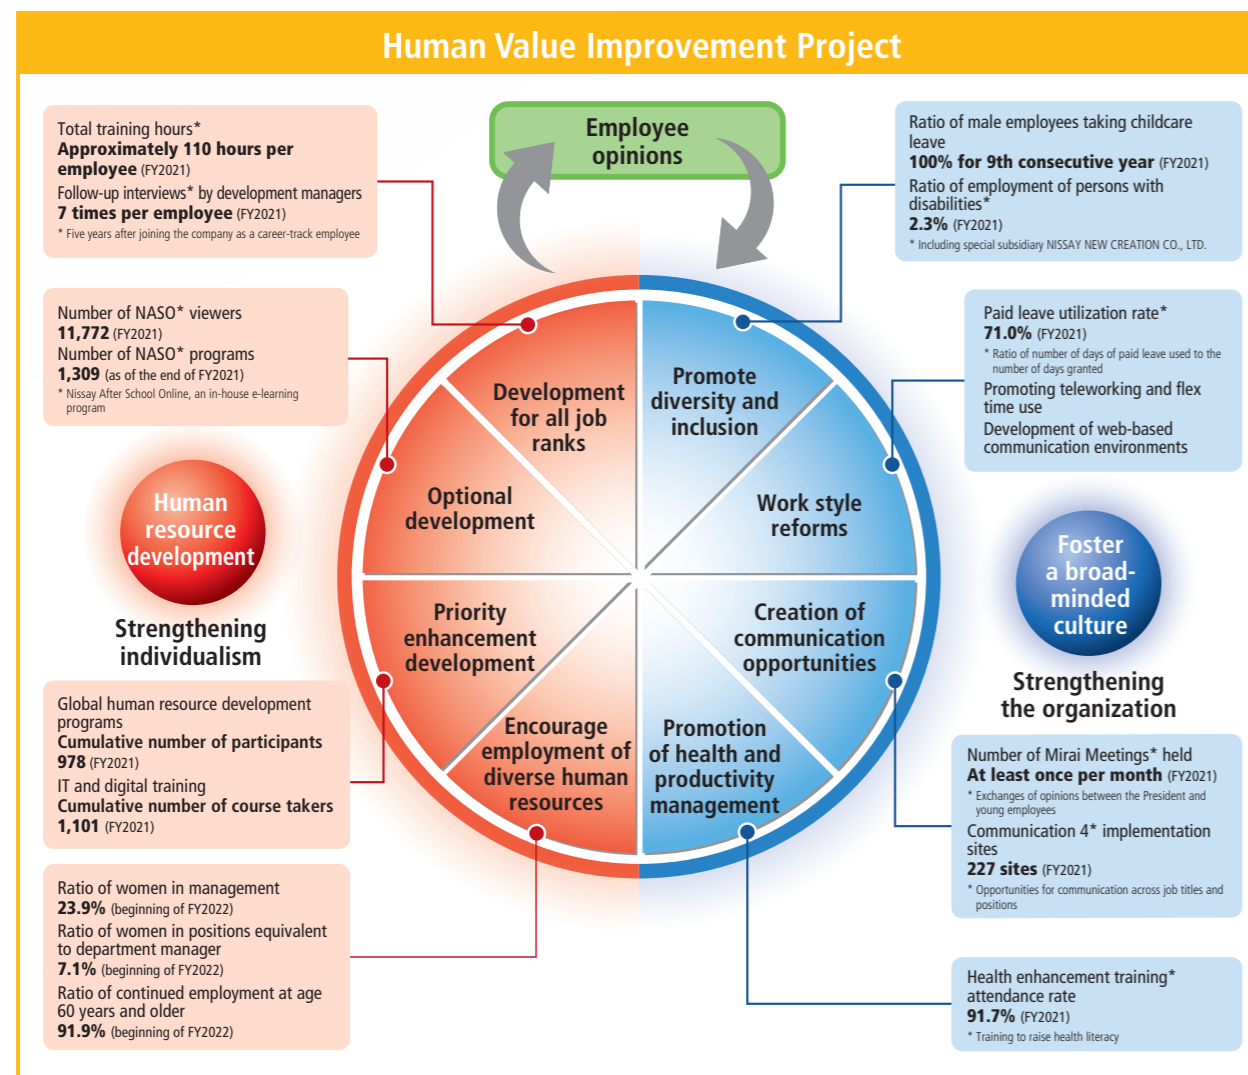 Human Value Improvement Project
Total training hours*
Approximately 110 hours per
employee (FY2021)
Follow-up interviews* by development managers
7 times per employee (FY2021)
* Five years after joining the company as a career-track employee
Number of NASO* viewers
11,772 (FY2021)
Number of NASO* programs
1,309 (as of the end of FY2021)
* Nissay After School Online, an in-house e-learning
program
Human
resource
development
Strengthening
individualism
Global human resource development
programs
Cumulative number of participants
978 (FY2021)
IT and digital training
Cumulative number of course takers
1,101 (FY2021)
Ratio of women in management
23.9% (beginning of FY2022)
Ratio of women in positions equivalent
to department manager
7.1% (beginning of FY2022)
Ratio of continued employment at age
60 years and older
91.9% (beginning of FY2022)
Employee
opinions
Development
for all job
ranks
Optional
development
Priority
enhancement
development
Encourage
employment of
diverse human
resources
Promote
diversity and
inclusion
Work style
reforms
Creation of
communication
opportunities
Promotion
of health and
productivity
management
Ratio of male employees taking childcare
leave
100% for 9th consecutive year (FY2021)
Ratio of employment of persons with
disabilities*
2.3% (FY2021)
* Including special subsidiary NISSAY NEW CREATION CO., LTD.
Paid leave utilization rate*
71.0% (FY2021)
* Ratio of number of days of paid leave used to the
number of days granted
Promoting teleworking and flex
time use
Development of web-based
communication environments
Foster
a broad-
minded
culture
Strengthening
the organization
Number of Mirai Meetings* held
At least once per month (FY2021)
* Exchanges of opinions between the President and
young employees
Communication 4* implementation
sites
227 sites (FY2021)
* Opportunities for communication across job titles and
positions
Health enhancement training*
attendance rate
91.7% (FY2021)
* Training to raise health literacy